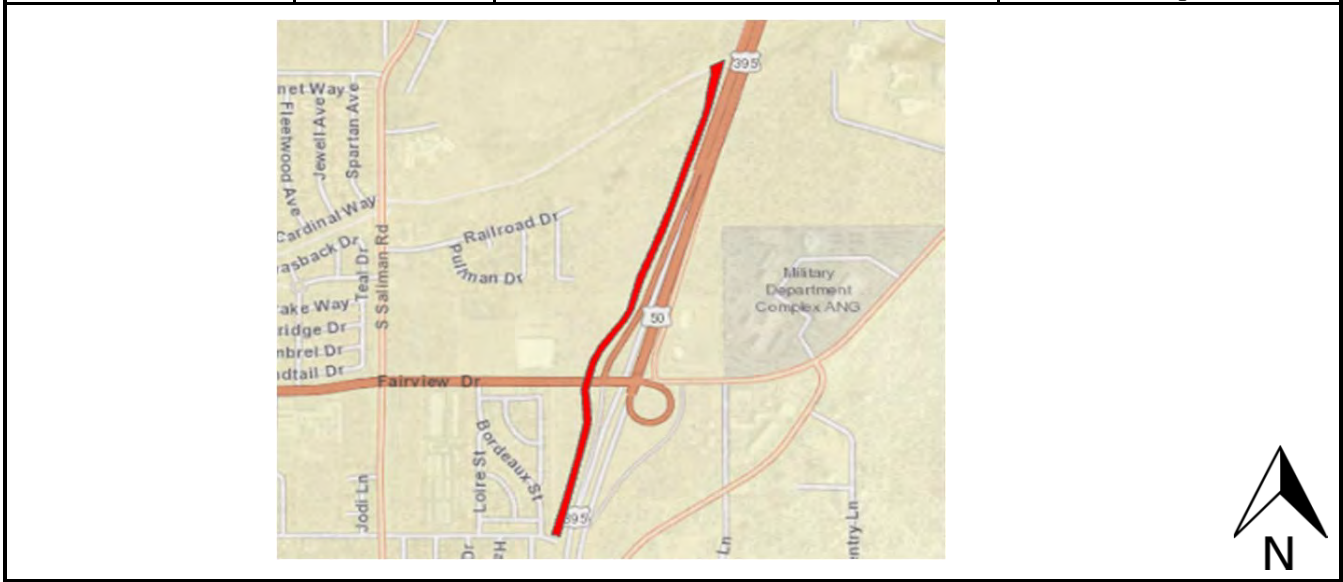 395
net Way
Fleetwood Ave
Jewell Ave
Spartan Ave
Cardinal Way
Railroad Dr
asback Dr
Pullman Dr
Teal Dr
S Saliman Rd
Military
Department
Complex ANG
ake Way
50
ridge Dr
nbrel Dr
dtail Dr
Fairview Dr
Bordeaux St
Loire St
Jodi Ln
395
entry Ln
Dr
Ln
N